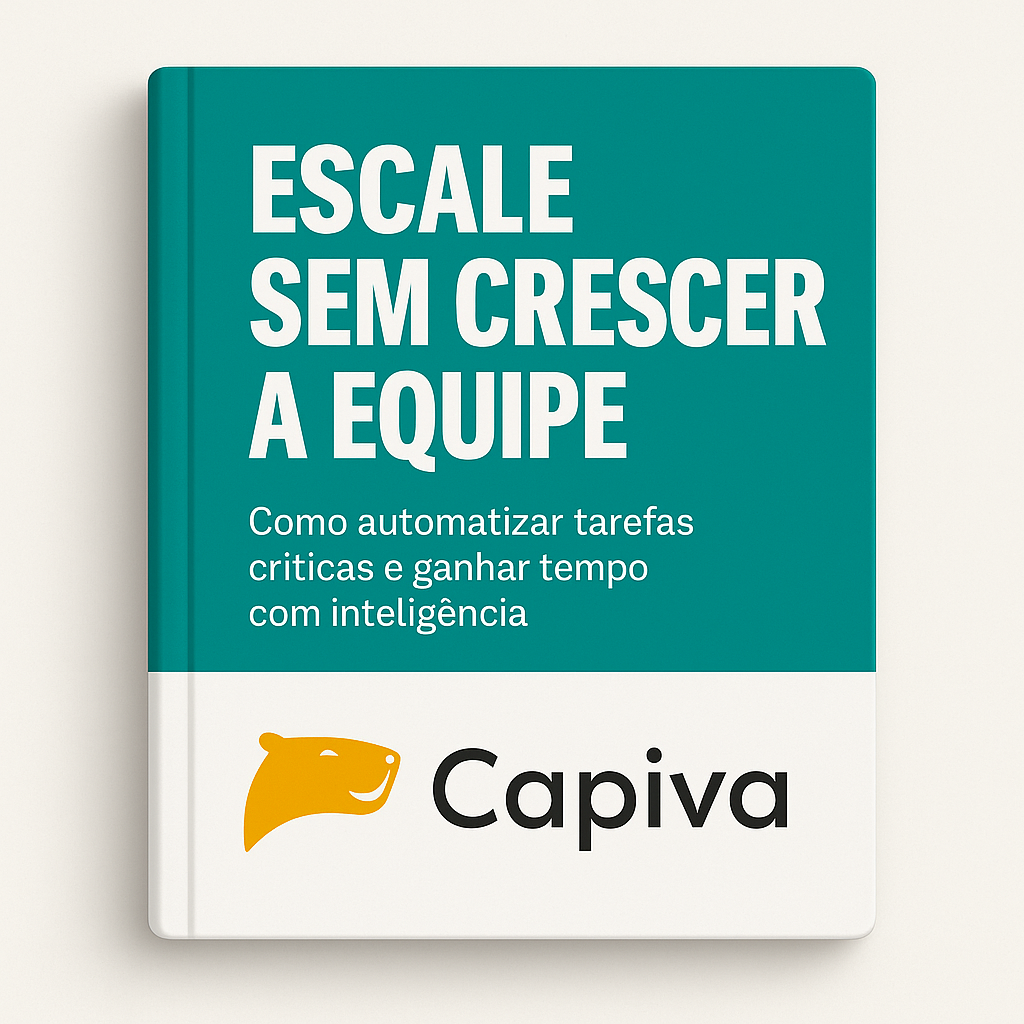 ESCALE
SEM CRESCER
A EQUIPE
Como automatizar tarefas
criticas e ganhar tempo
com inteligência
Capiva